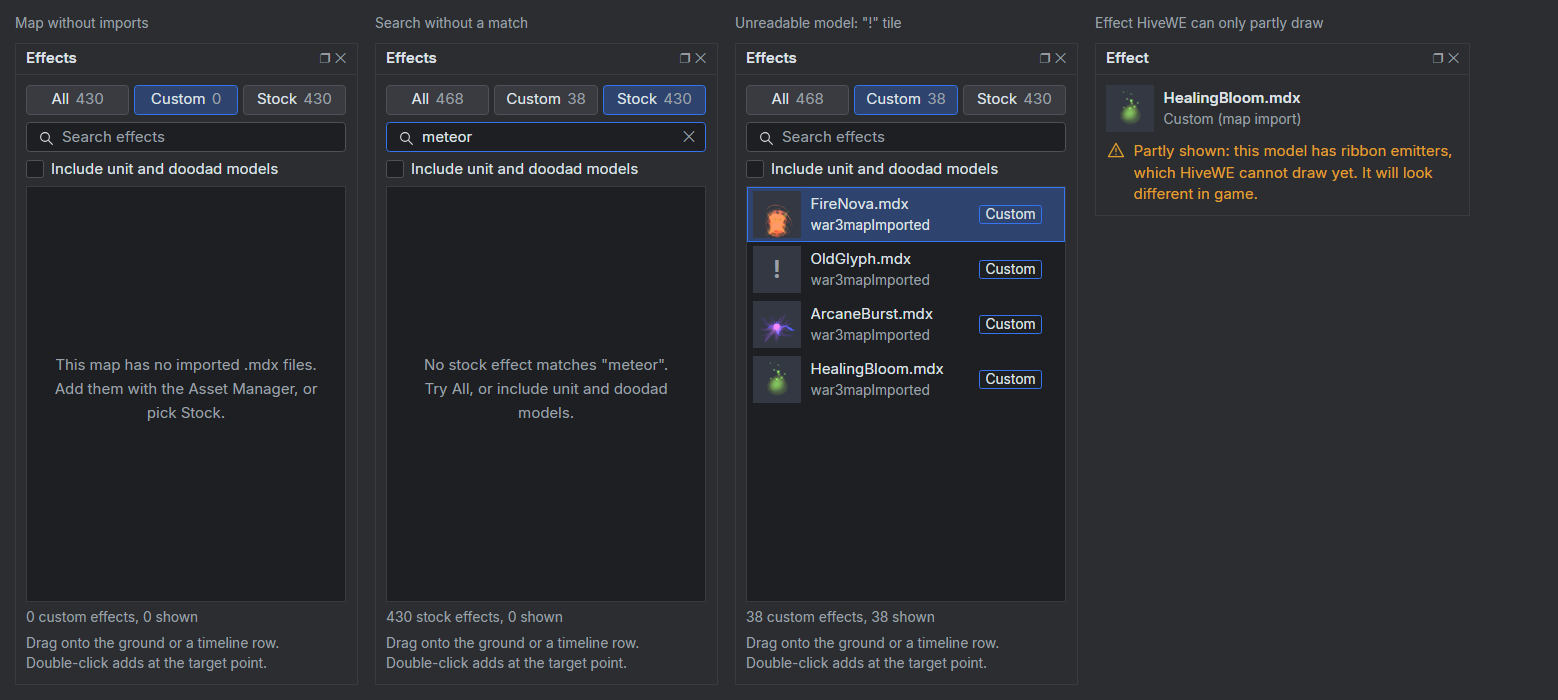 Map without imports
Effects
All 430
Custom 0
Stock 430
Search effects
Include unit and doodad models
This map has no imported .mdx files.
Add them with the Asset Manager, or
pick Stock.
0 custom effects, 0 shown
Drag onto the ground or a timeline row.
Double-click adds at the target point.
Search without a match
Effects
All 468
Custom 38
Stock 430
meteor
Include unit and doodad models
No stock effect matches "meteor".
Try All, or include unit and doodad
models.
430 stock effects, 0 shown
Drag onto the ground or a timeline row.
Double-click adds at the target point.
Unreadable model: "!" tile
Effects
All 468
Custom 38
Stock 430
Search effects
Include unit and doodad models
FireNova.mdx
war3mapImported
Custom
!
OldGlyph.mdx
war3mapImported
Custom
ArcaneBurst.mdx
war3mapImported
Custom
HealingBloom.mdx
war3mapImported
Custom
38 custom effects, 38 shown
Drag onto the ground or a timeline row.
Double-click adds at the target point.
Effect HiveWE can only partly draw
Effect
HealingBloom.mdx
Custom (map import)
Partly shown: this model has ribbon emitters,
which HiveWE cannot draw yet. It will look
different in game.